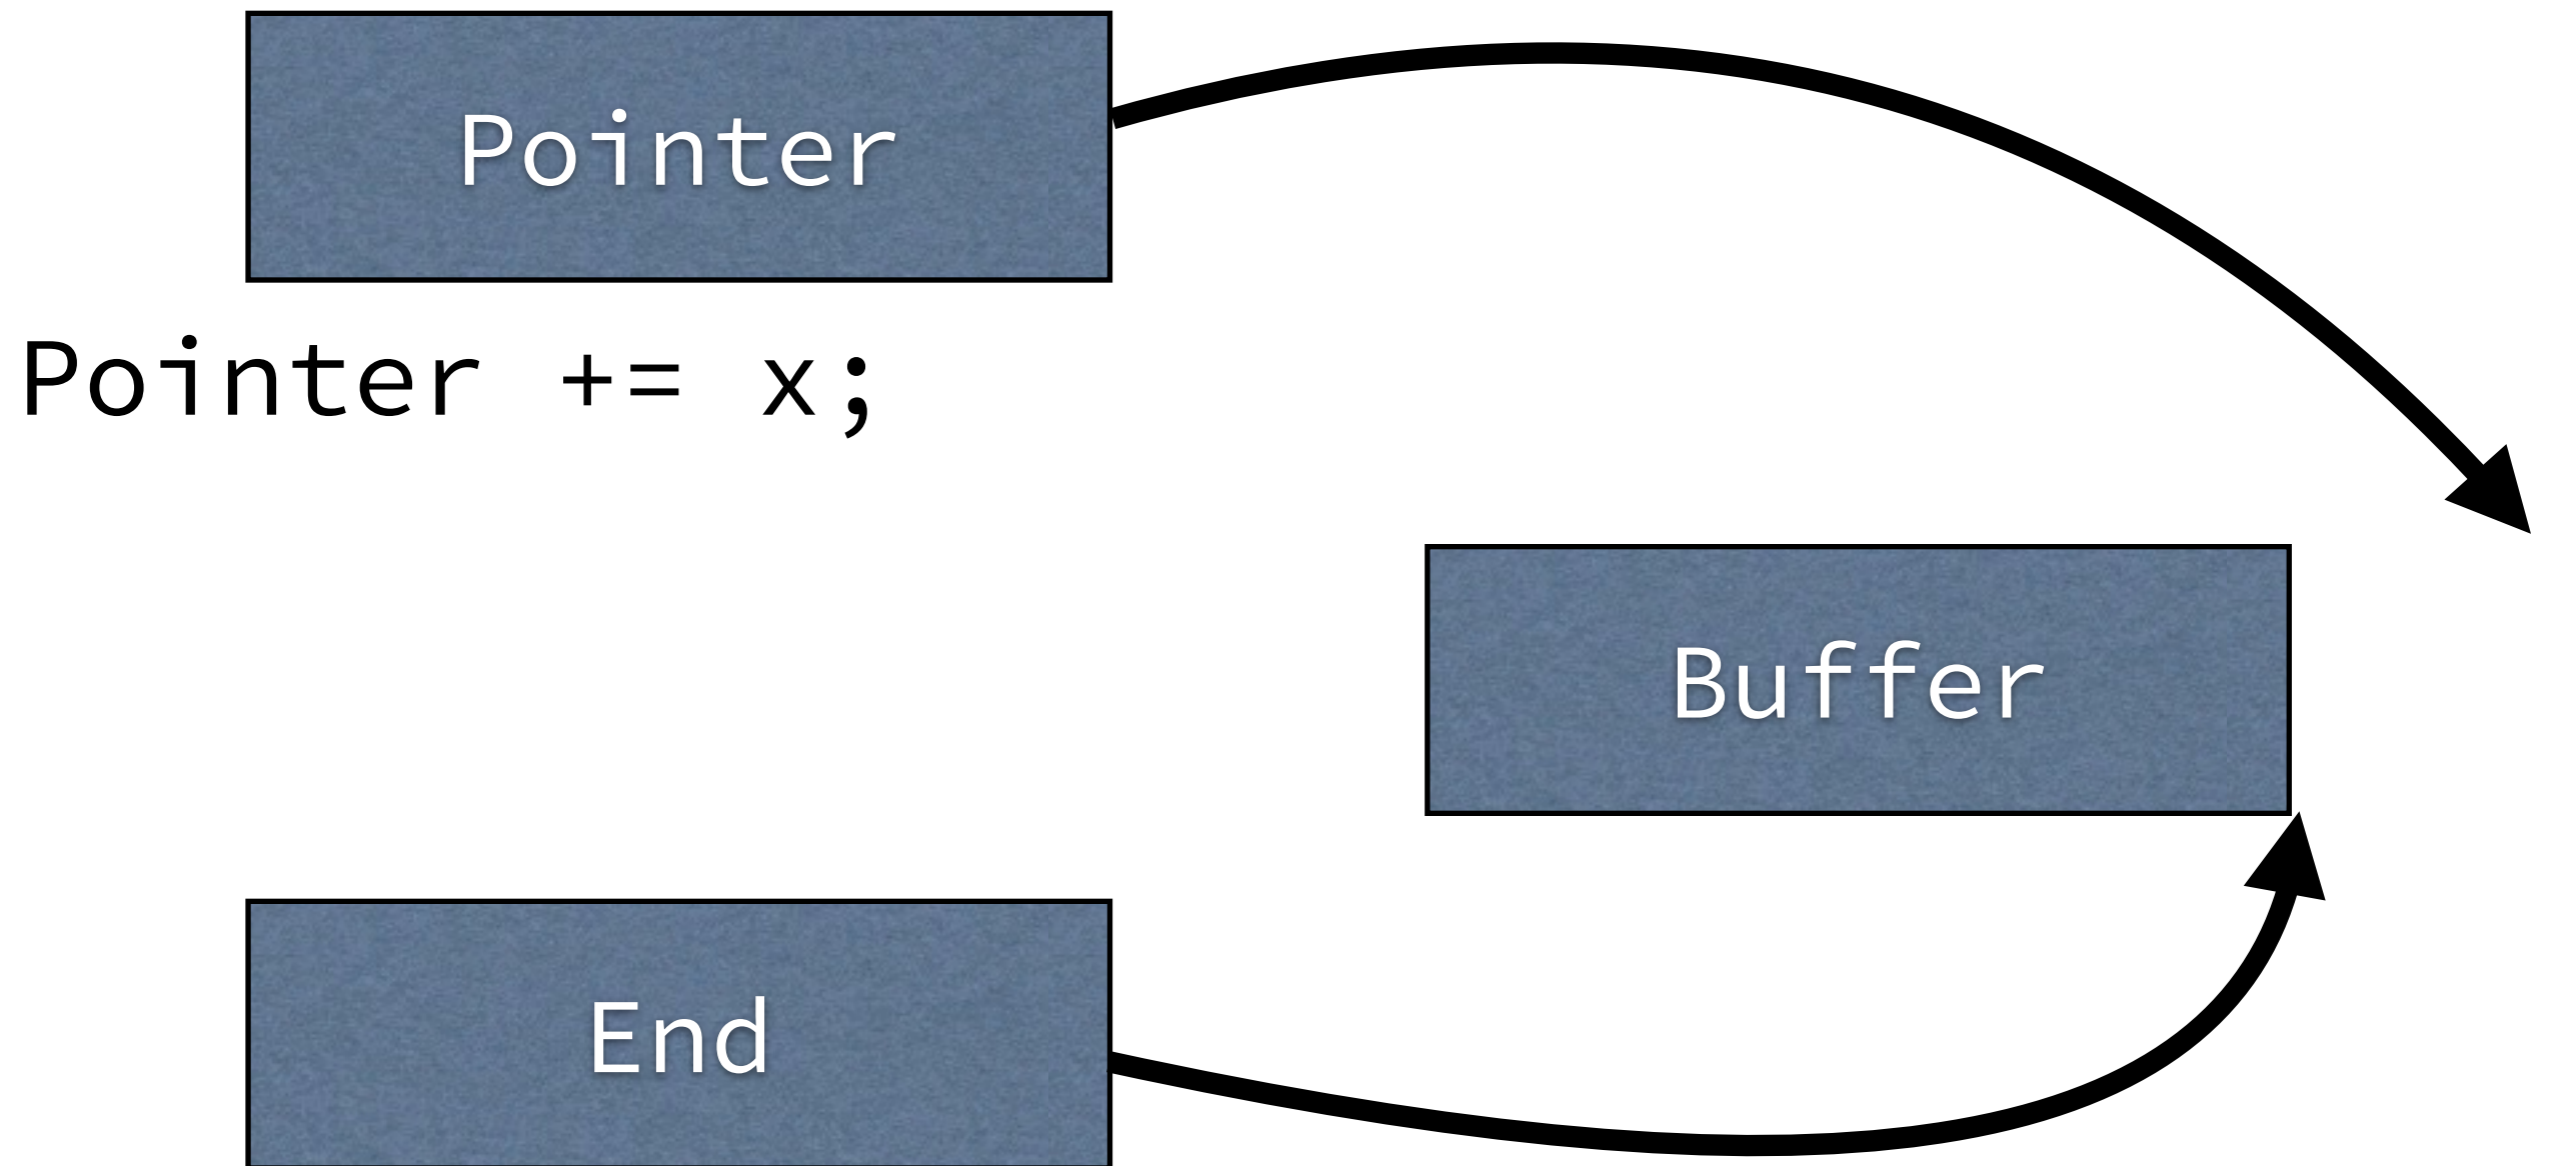 Pointer
Pointer += x;
Buffer
End